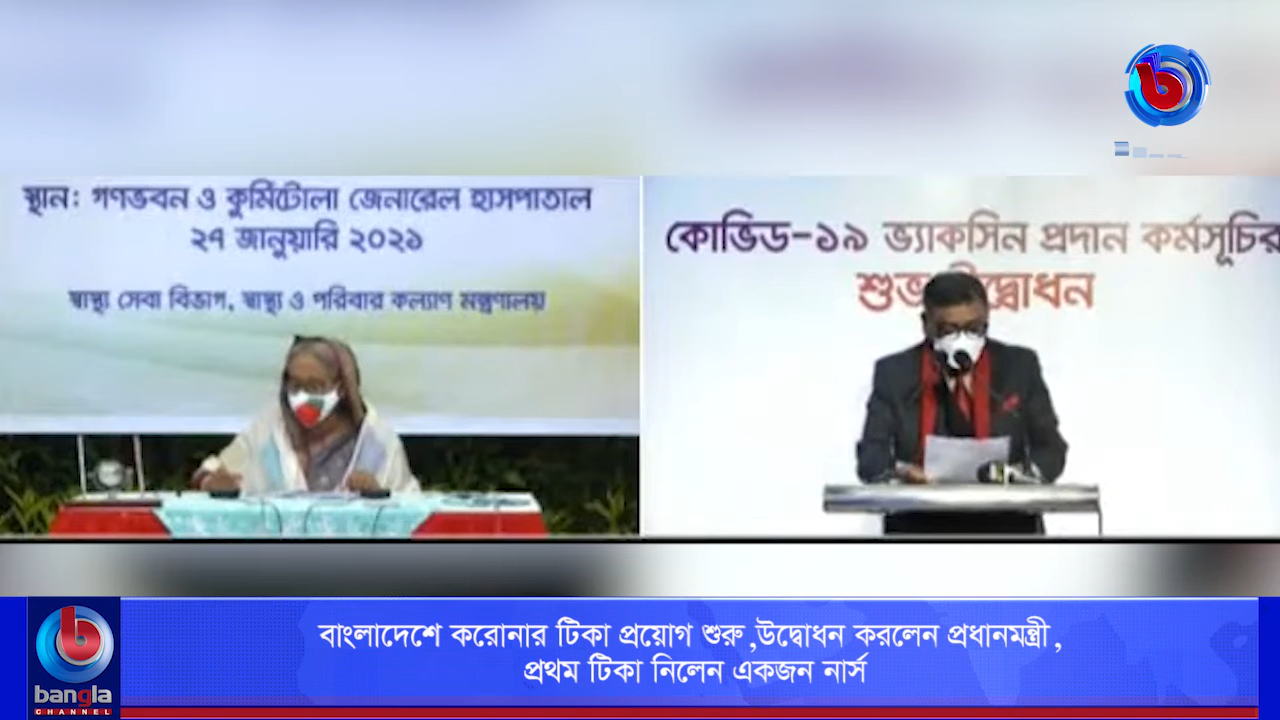 স্থান: গণভবন ও কুর্মিটোলা জেনারেল হাসপাতাল
২৭ জানুয়ারি ২০২১
স্বাস্থ্য সেবা বিভাগ, স্বাস্থ্য ও পরিবার কল্যাণ মন্ত্রণালয়
কোভিড-১৯ ভ্যাকসিন প্রদান কর্মসূচির
বাংলাদেশে করোনার টিকা প্রয়োগ শুরু,উদ্বোধন করলেন প্রধানমন্ত্রী,
প্রথম টিকা নিলেন একজন নার্স
bangla
CHANNEL